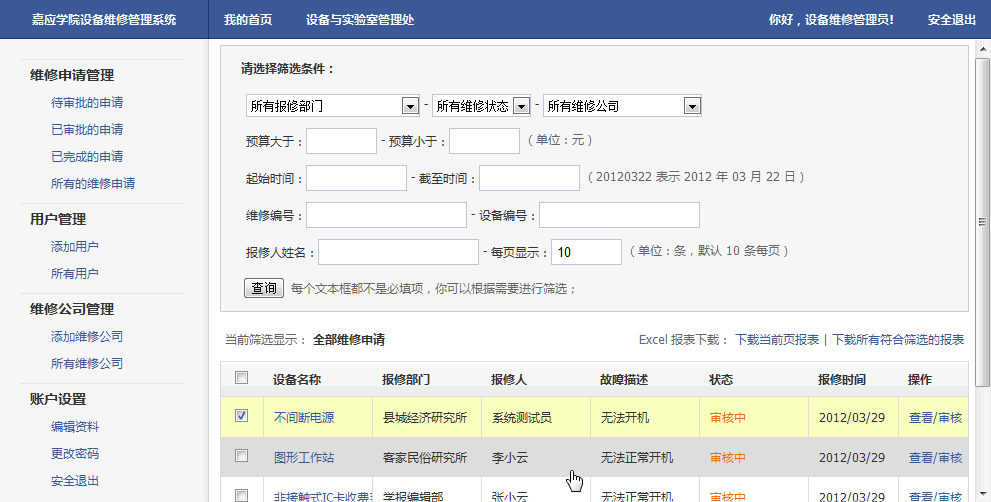 嘉应学院设备维修管理系统 我的首页 设备与实验室管理处 你好，设备维修管理员! 安全退出
维修申请管理
待审批的申请
已审批的申请
已完成的申请
所有的维修申请
用户管理
添加用户
所有用户
维修公司管理
添加维修公司
所有维修公司
账户设置
编辑资料
更改密码
安全退出
请选择筛选条件：
所有报修部门 - 所有维修状态 - 所有维修公司
预算大于： - 预算小于： （单位：元）
起始时间： - 截至时间： （20120322 表示 2012 年 03 月 22 日）
维修编号： - 设备编号：
报修人姓名： - 每页显示： 10 （单位：条，默认 10 条每页）
查询 每个文本框都不是必填项，你可以根据需要进行筛选；
当前筛选显示： 全部维修申请 Excel 报表下载： 下载当前页报表 | 下载所有符合筛选的报表
设备名称 报修部门 报修人 故障描述 状态 报修时间 操作
不间断电源 县城经济研究所 系统测试员 无法开机 审核中 2012/03/29 查看/审核
图形工作站 客家民俗研究所 李小云 无法正常开机 审核中 2012/03/29 查看/审核
非接触式IC卡收费 学报编辑部 张小云 无法正常开机 审核中 2012/03/29 查看/审核